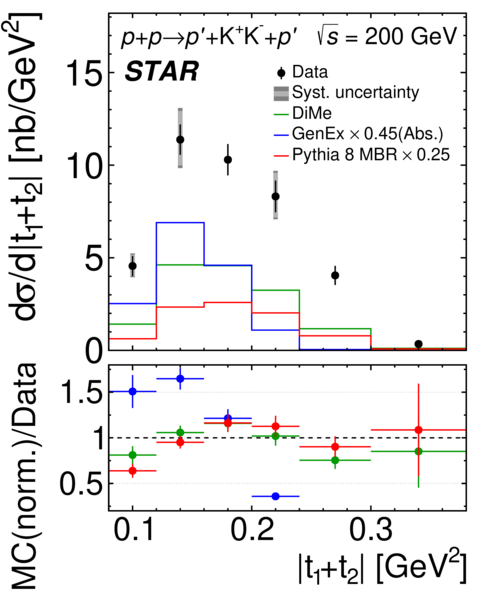 p+p→p′+K⁺K⁻+p′ √s = 200 GeV
STAR
Data
Syst. uncertainty
DiMe
GenEx × 0.45(Abs.)
Pythia 8 MBR × 0.25
dσ/d|t₁+t₂| [nb/GeV²]
15
10
5
0
MC(norm.)/Data
1.5
1
0.5
0.1 0.2 0.3
|t₁+t₂| [GeV²]